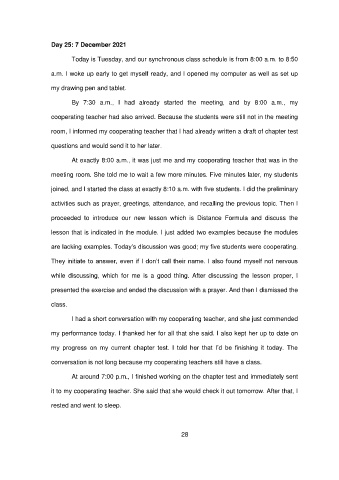 Day 25: 7 December 2021
Today is Tuesday, and our synchronous class schedule is from 8:00 a.m. to 8:50
a.m. I woke up early to get myself ready, and I opened my computer as well as set up
my drawing pen and tablet.
By 7:30 a.m., I had already started the meeting, and by 8:00 a.m., my
cooperating teacher had also arrived. Because the students were still not in the meeting
room, I informed my cooperating teacher that I had already written a draft of chapter test
questions and would send it to her later.
At exactly 8:00 a.m., it was just me and my cooperating teacher that was in the
meeting room. She told me to wait a few more minutes. Five minutes later, my students
joined, and I started the class at exactly 8:10 a.m. with five students. I did the preliminary
activities such as prayer, greetings, attendance, and recalling the previous topic. Then I
proceeded to introduce our new lesson which is Distance Formula and discuss the
lesson that is indicated in the module. I just added two examples because the modules
are lacking examples. Today's discussion was good; my five students were cooperating.
They initiate to answer, even if I don't call their name. I also found myself not nervous
while discussing, which for me is a good thing. After discussing the lesson proper, I
presented the exercise and ended the discussion with a prayer. And then I dismissed the
class.
I had a short conversation with my cooperating teacher, and she just commended
my performance today. I thanked her for all that she said. I also kept her up to date on
my progress on my current chapter test. I told her that I'd be finishing it today. The
conversation is not long because my cooperating teachers still have a class.
At around 7:00 p.m., I finished working on the chapter test and immediately sent
it to my cooperating teacher. She said that she would check it out tomorrow. After that, I
rested and went to sleep.
28